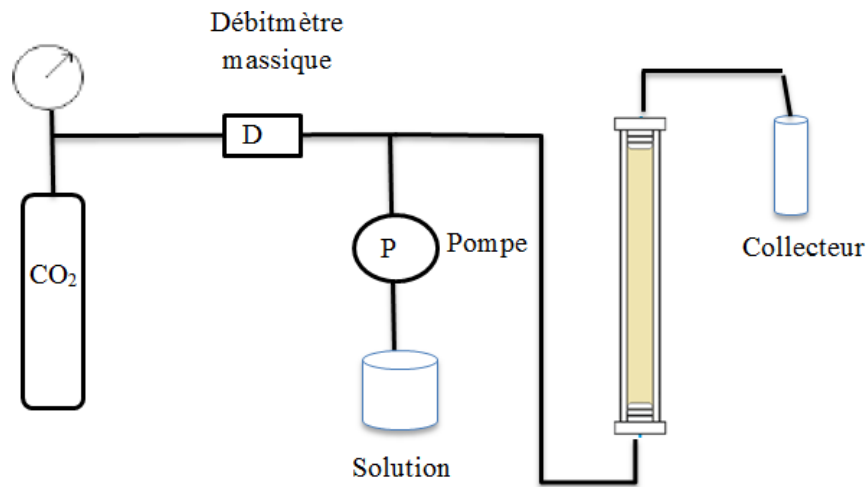 Débitmètre
massique
D
P
Pompe
CO₂
Collecteur
Solution